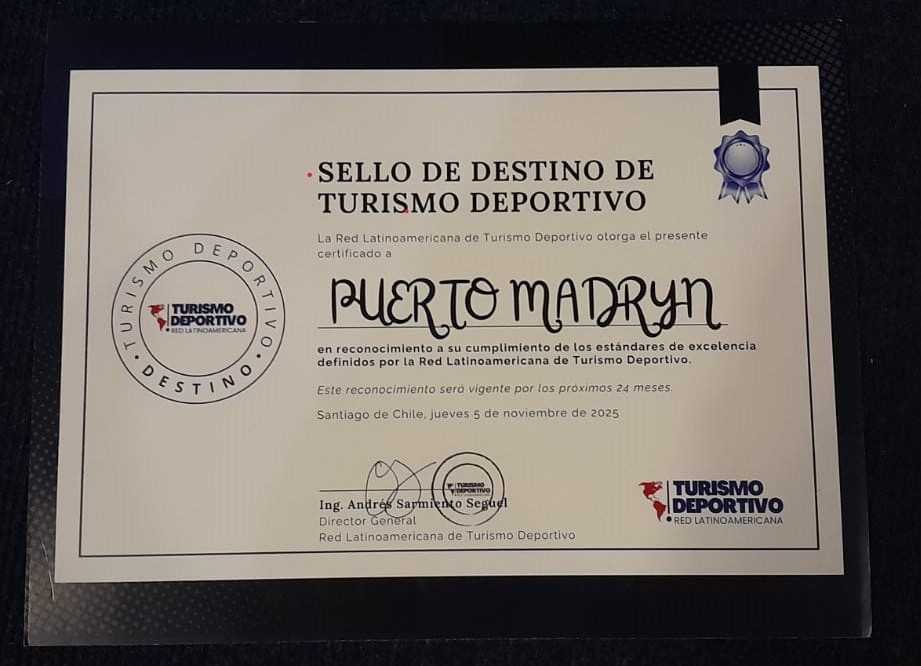 SELLO DE DESTINO DE
TURISMO DEPORTIVO
La Red Latinoamericana de Turismo Deportivo otorga el presente
certificado a
PUERTO MADRYN
en reconocimiento a su cumplimiento de los estándares de excelencia
definidos por la Red Latinoamericana de Turismo Deportivo.
Este reconocimiento será vigente por los próximos 24 meses.
Santiago de Chile, jueves 5 de noviembre de 2025
TURISMO DEPORTIVO
TURISMO
DEPORTIVO
RED LATINOAMERICANA
• DESTINO •
TURISMO
DEPORTIVO
Ing. Andrés Sarmiento Seguel
Director General
Red Latinoamericana de Turismo Deportivo
TURISMO
DEPORTIVO
RED LATINOAMERICANA